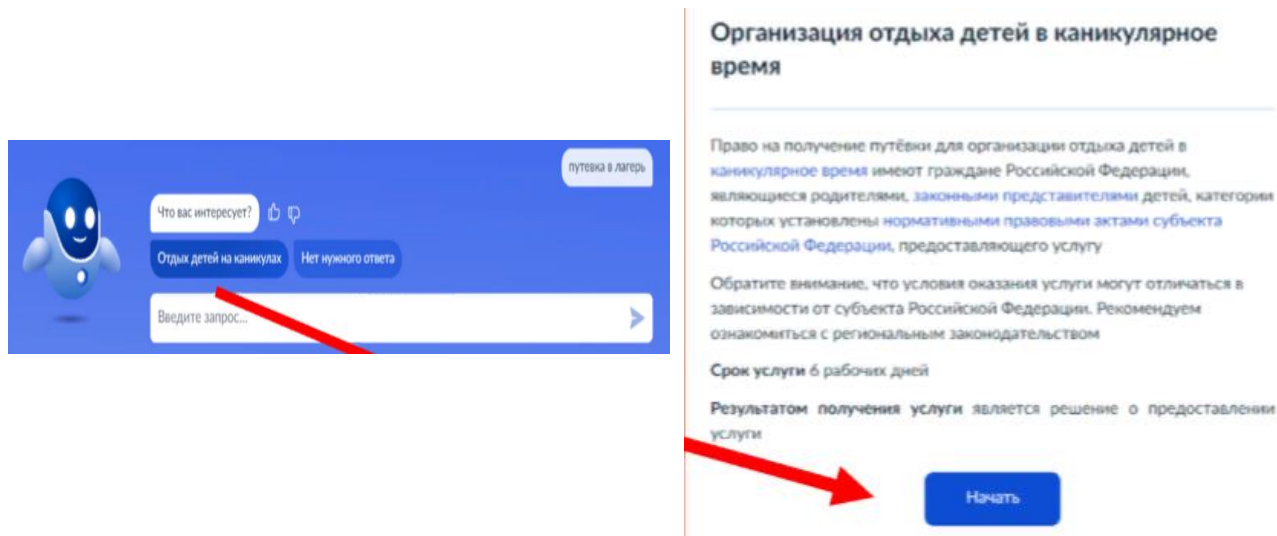 путевка в лагерь
Что вас интересует?
Отдых детей на каникулах
Нет нужного ответа
Введите запрос...
Организация отдыха детей в каникулярное
время
Право на получение путёвки для организации отдыха детей в
каникулярное время имеют граждане Российской Федерации,
являющиеся родителями, законными представителями детей, категории
которых установлены нормативными правовыми актами субъекта
Российской Федерации, предоставляющего услугу
Обратите внимание, что условия оказания услуги могут отличаться в
зависимости от субъекта Российской Федерации. Рекомендуем
ознакомиться с региональным законодательством
Срок услуги 6 рабочих дней
Результатом получения услуги является решение о предоставлении
услуги
Начать